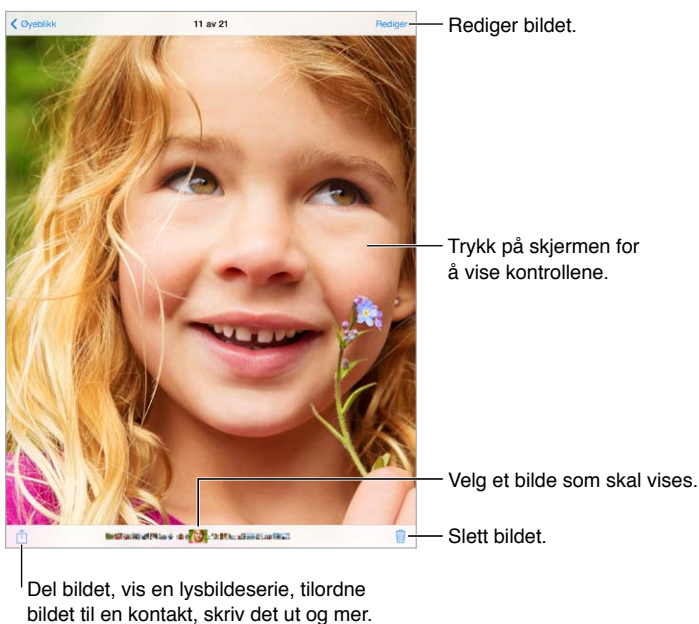 Øyeblikk
11 av 21
Rediger
Rediger bildet.
Trykk på skjermen for
å vise kontrollene.
Velg et bilde som skal vises.
Slett bildet.
Del bildet, vis en lysbildeserie, tilordne
bildet til en kontakt, skriv det ut og mer.